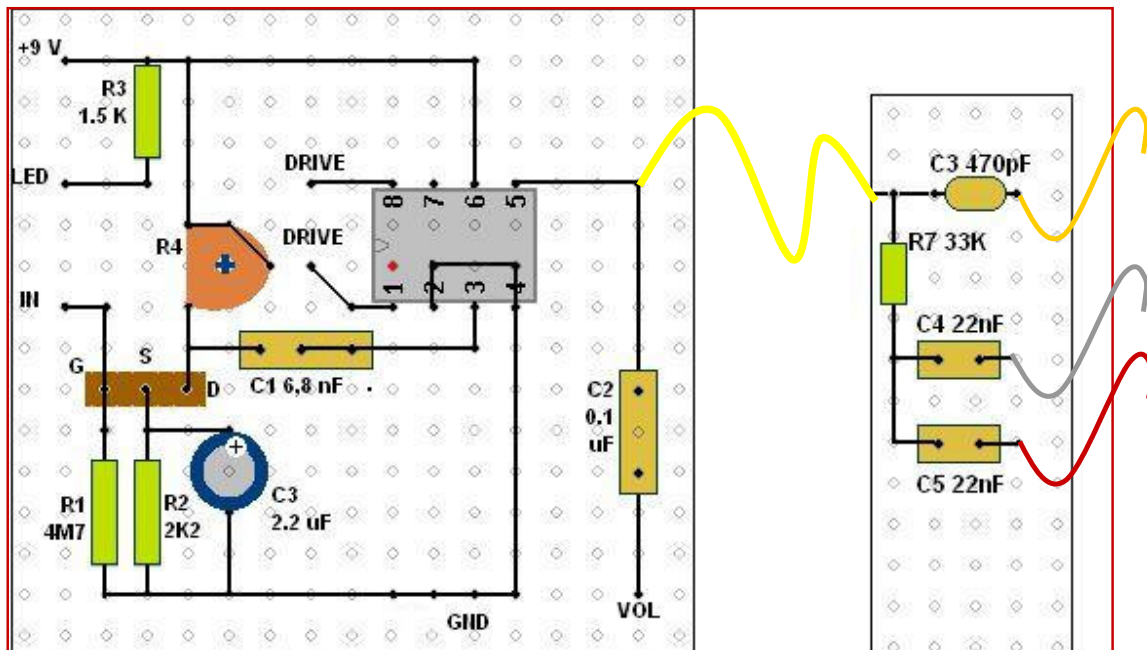 +9 V
R3
1.5 K
LED
DRIVE
8 7 6 5
R4
DRIVE
1 2 3 4
IN
G S D
C1 6,8 nF .
C2
0.1
uF
+
R1
4M7
R2
2K2
C3
2.2 uF
GND
VOL
C3 470pF
R7 33K
C4 22nF
C5 22nF